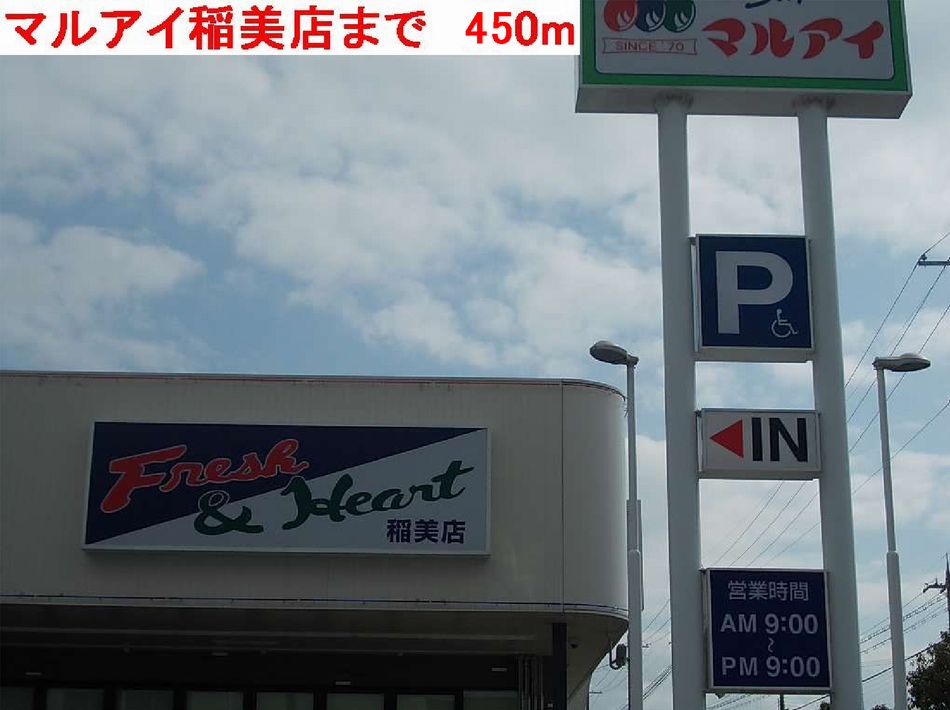 マルアイ稲美店まで 450m
SINCE '70
マルアイ
P
IN
Fresh
& Heart
稲美店
営業時間
AM 9:00
~
PM 9:00